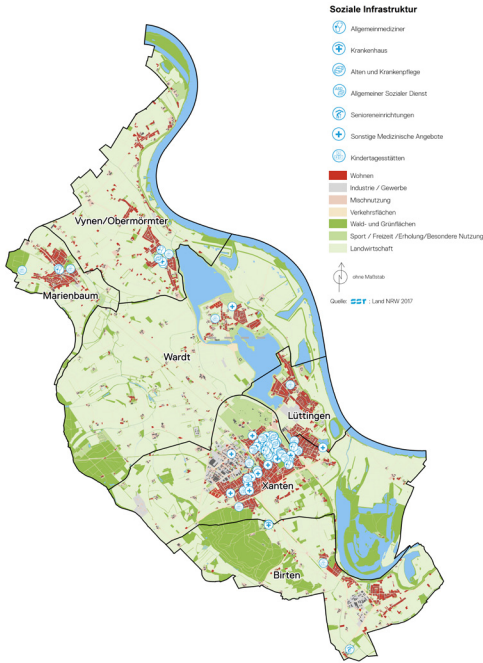 Soziale Infrastruktur
Allgemeinmediziner
Krankenhaus
Alten und Krankenpflege
Allgemeiner Sozialer Dienst
Senioreneinrichtungen
Sonstige Medizinische Angebote
Kindertagesstätten
Wohnen
Industrie / Gewerbe
Mischnutzung
Verkehrsflächen
Wald- und Grünflächen
Sport / Freizeit /Erholung/Besondere Nutzung
Landwirtschaft
N
ohne Maßstab
Quelle: SSR ; Land NRW 2017
Vynen/Obermörmter
Marienbaum
Wardt
Lüttingen
Xanten
Birten